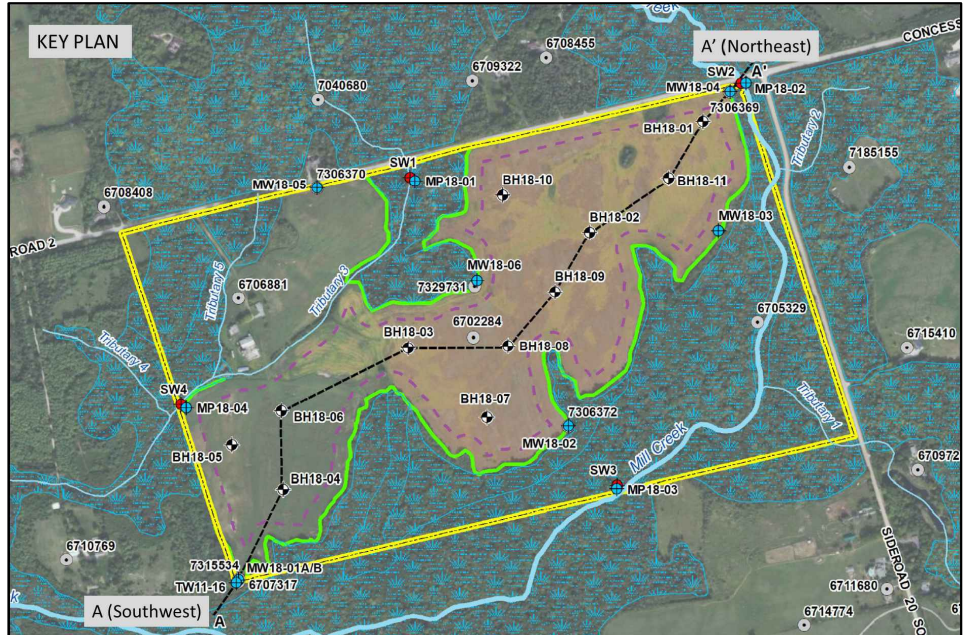 KEY PLAN
6708455
A' (Northeast)
CONCESS
Creek
6709322
SW2
A'
7040680
MW18-04
MP18-02
7306369
BH18-01
Tributary 2
7306370
SW1
7185155
MW18-05
MP18-01
BH18-10
BH18-11
6708408
BH18-02
MW18-03
ROAD 2
MW18-06
7329731
BH18-09
Tributary 5
6706881
Tributary 3
6705329
6702284
BH18-03
BH18-08
6715410
Tributary 4
SW4
MP18-04
BH18-06
BH18-07
7306372
Tributary 1
MW18-02
BH18-05
Mill Creek
SW3
670972
BH18-04
MP18-03
SIDEROAD 20 SO
6710769
7315534
MW18-01A/B
TW11-16
6707317
6711680
A (Southwest)
A
6714774